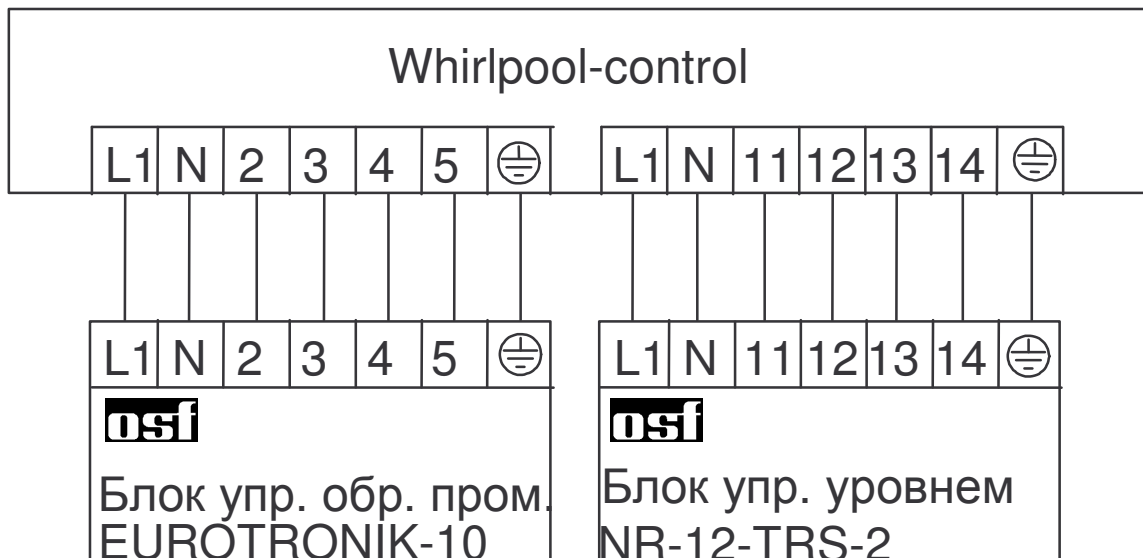 Whirlpool-control
L1 N 2 3 4 5 L1 N 11 12 13 14
L1 N 2 3 4 5 L1 N 11 12 13 14
osf osf
Блок упр. обр. пром. Блок упр. уровнем
EUROTRONIK-10 NR-12-TRS-2